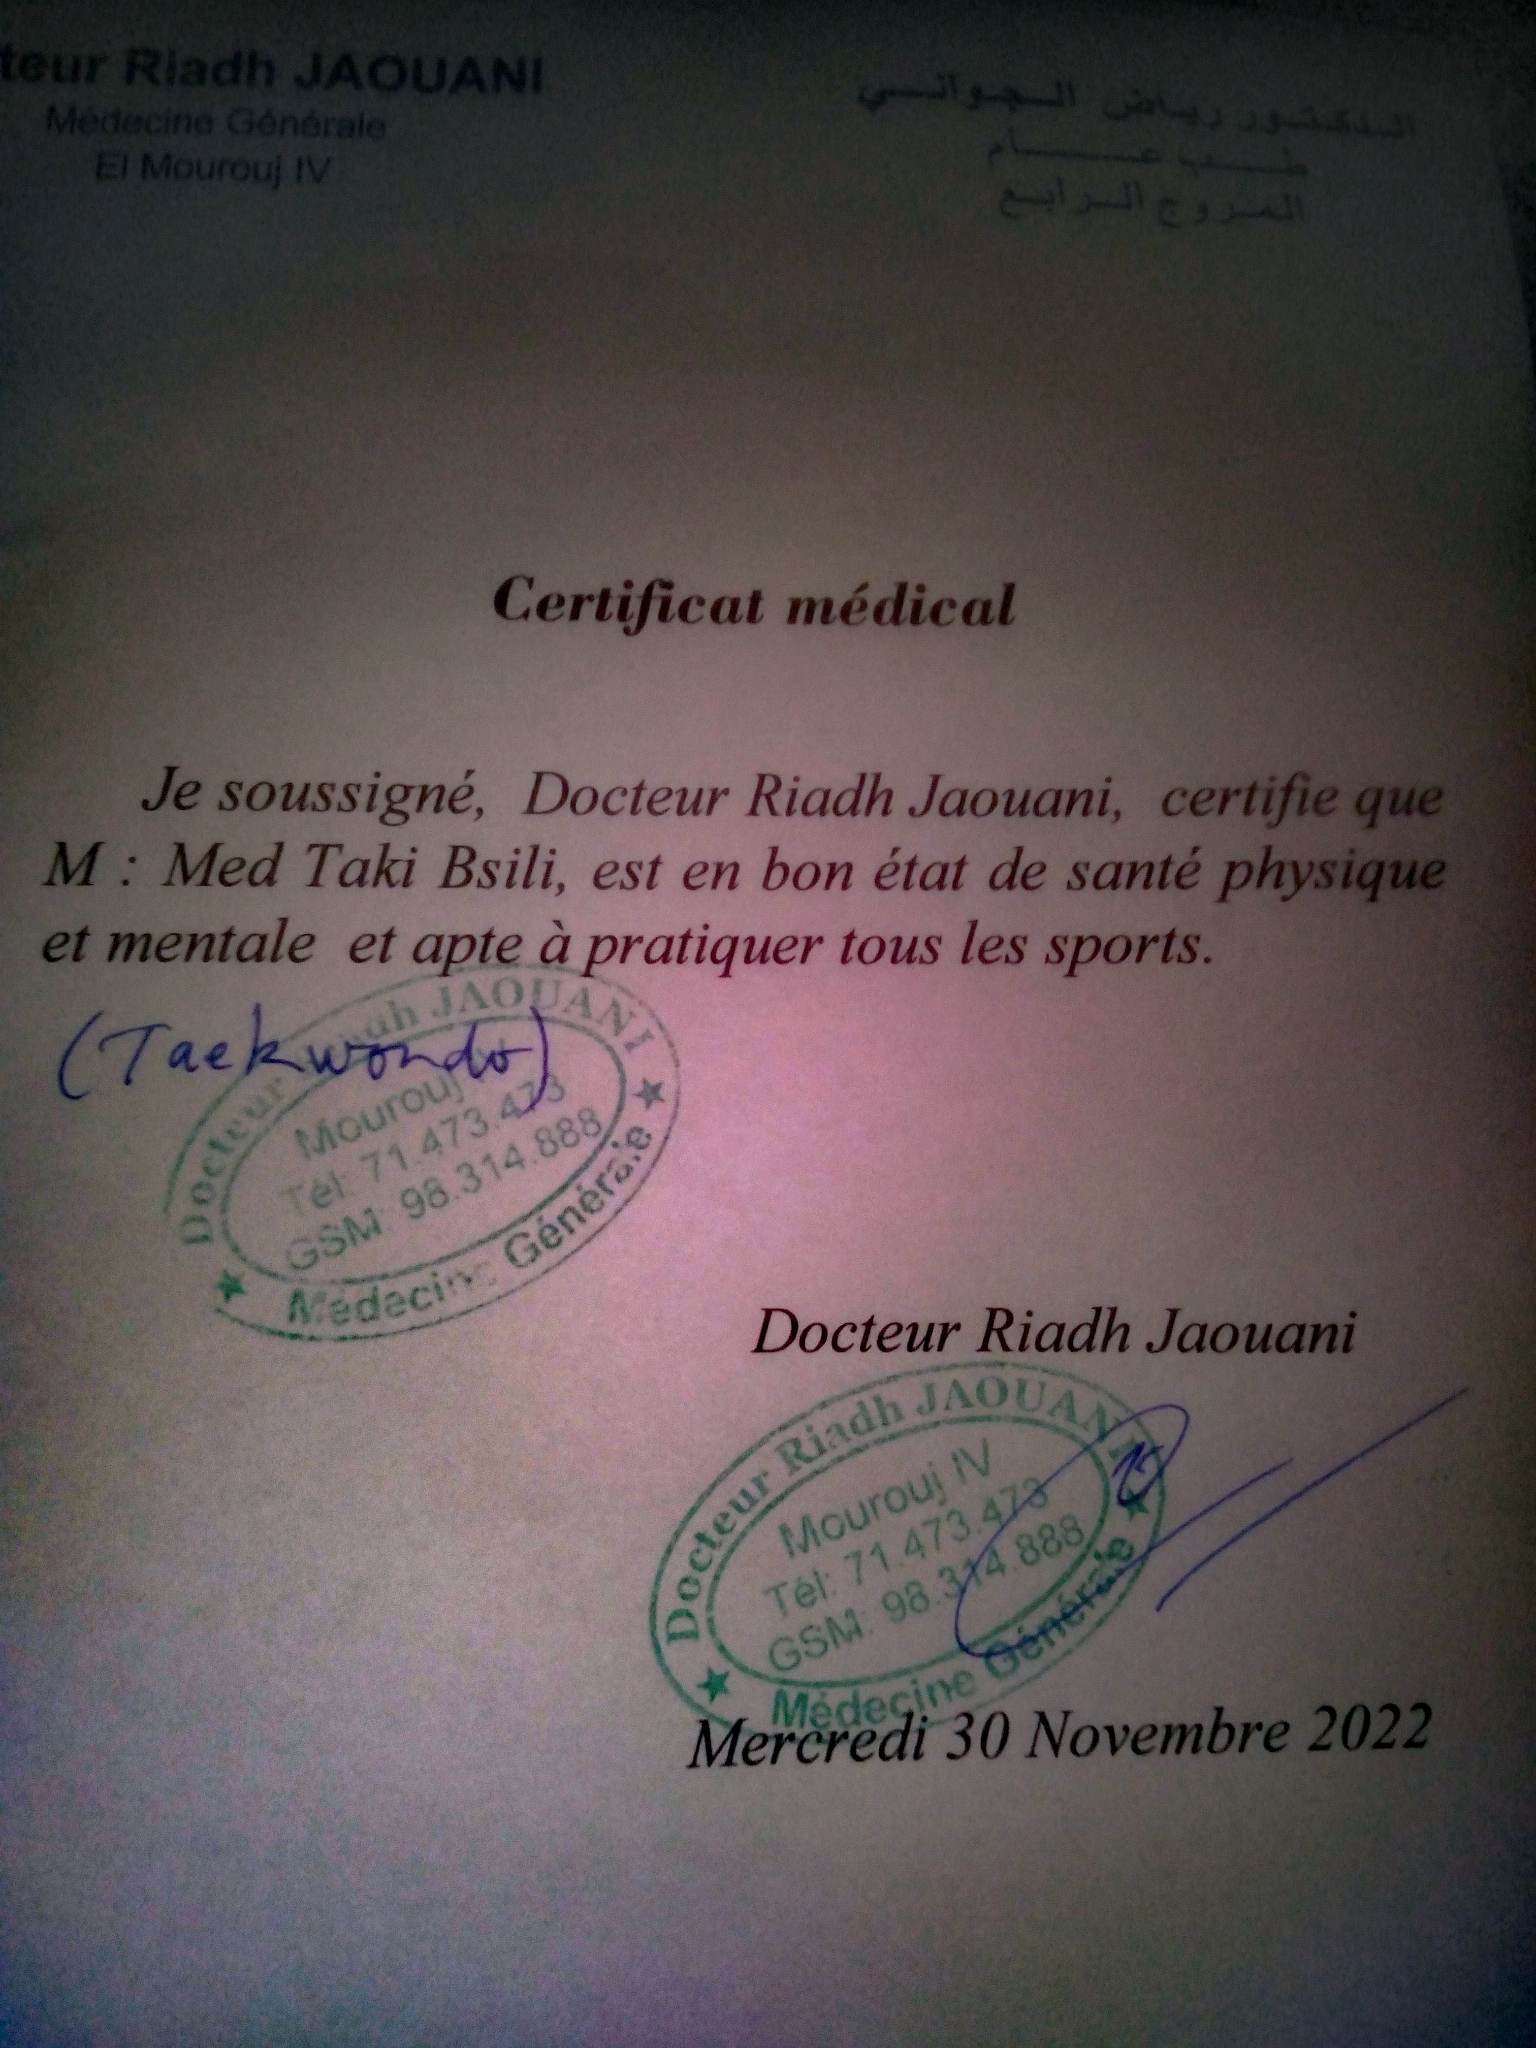 teur Riadh JAOUANI
Médecine Générale
El Mourouj IV
الدكتور رياض الجواني
طب عام
المروج الرابع
Certificat médical
Je soussigné, Docteur Riadh Jaouani, certifie que
M : Med Taki Bsili, est en bon état de santé physique
et mentale et apte à pratiquer tous les sports.
(Taekwondo)
Docteur JAOUANI
Mourouj
Tél: 71.473.473
GSM: 98.314.888
Médecine Générale
Docteur Riadh Jaouani
Docteur Riadh JAOUANI
Mourouj IV
Tél: 71.473.473
GSM: 98.314.888
Médecine Générale
Mercredi 30 Novembre 2022